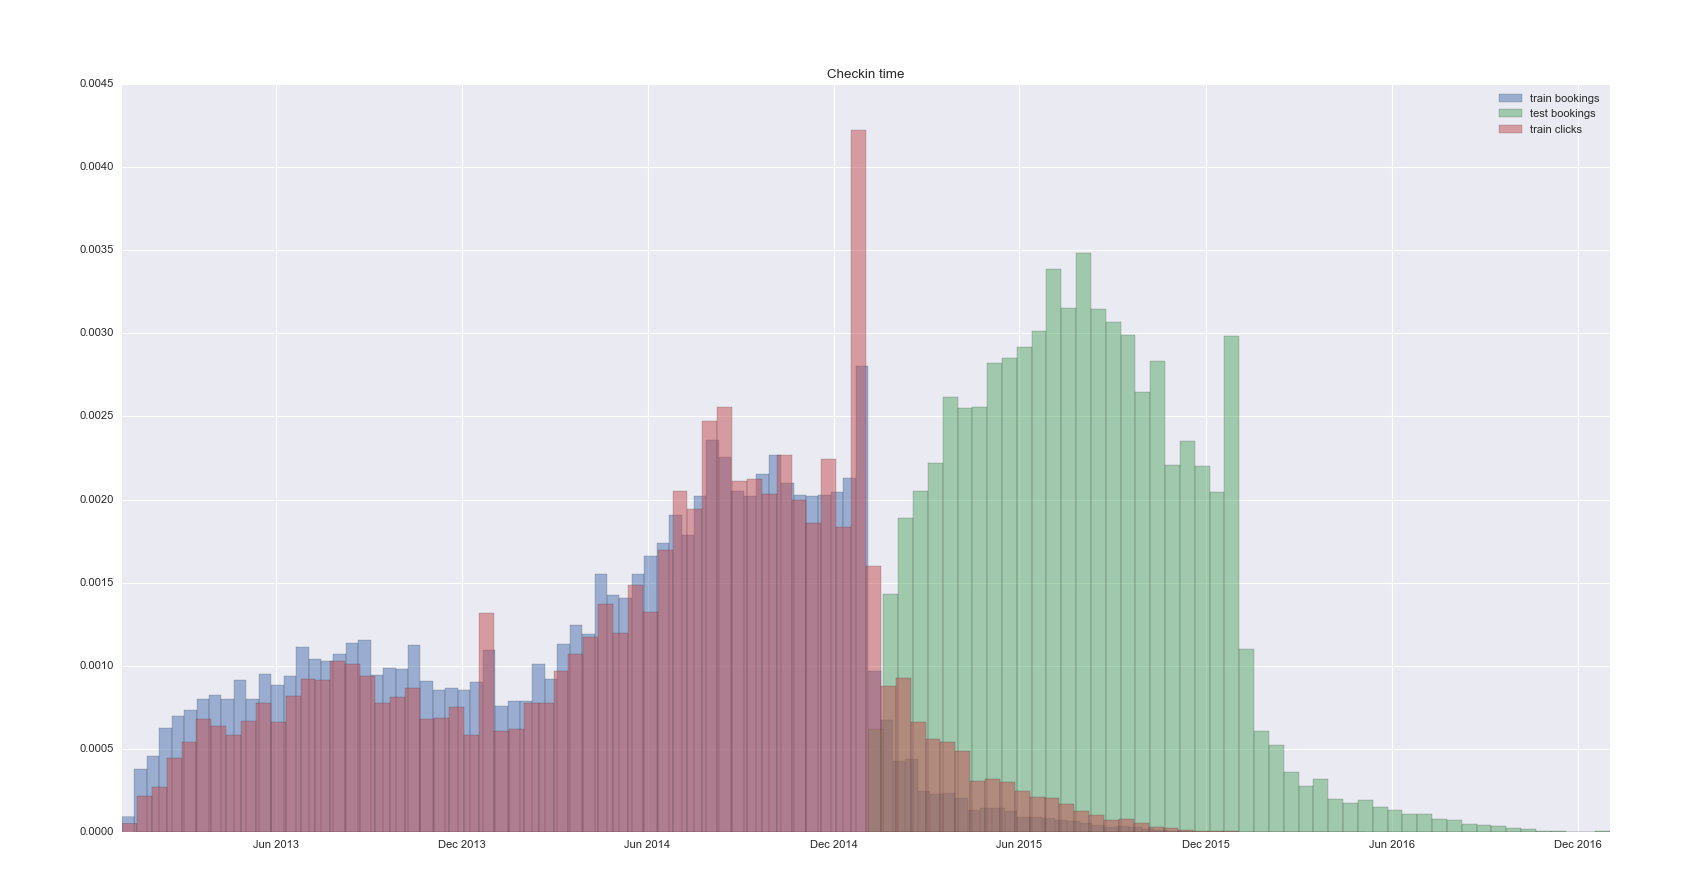 Checkin time
train bookings
test bookings
train clicks
0.0045
0.0040
0.0035
0.0030
0.0025
0.0020
0.0015
0.0010
0.0005
0.0000
Jun 2013 Dec 2013 Jun 2014 Dec 2014 Jun 2015 Dec 2015 Jun 2016 Dec 2016